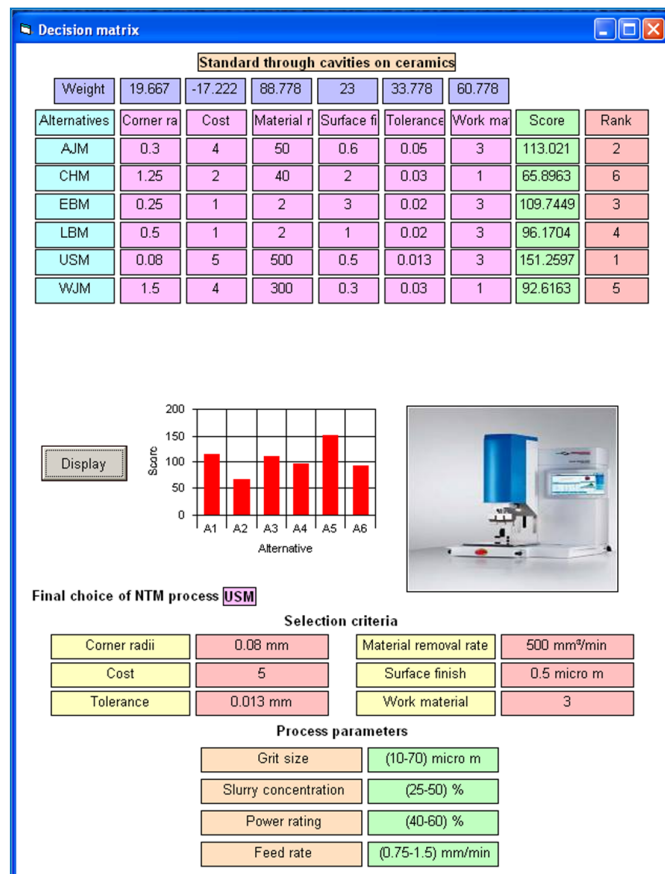 Decision matrix
Standard through cavities on ceramics
Weight 19.667 -17.222 88.778 23 33.778 60.778
Alternatives Corner ra Cost Material r Surface fi Tolerance Work ma Score Rank
AJM 0.3 4 50 0.6 0.05 3 113.021 2
CHM 1.25 2 40 2 0.03 1 65.8963 6
EBM 0.25 1 2 3 0.02 3 109.7449 3
LBM 0.5 1 2 1 0.02 3 96.1704 4
USM 0.08 5 500 0.5 0.013 3 151.2597 1
WJM 1.5 4 300 0.3 0.03 1 92.6163 5
Display
Score
200
150
100
50
0
A1 A2 A3 A4 A5 A6
Alternative
Final choice of NTM process USM
Selection criteria
Corner radii 0.08 mm Material removal rate 500 mm³/min
Cost 5 Surface finish 0.5 micro m
Tolerance 0.013 mm Work material 3
Process parameters
Grit size (10-70) micro m
Slurry concentration (25-50) %
Power rating (40-60) %
Feed rate (0.75-1.5) mm/min